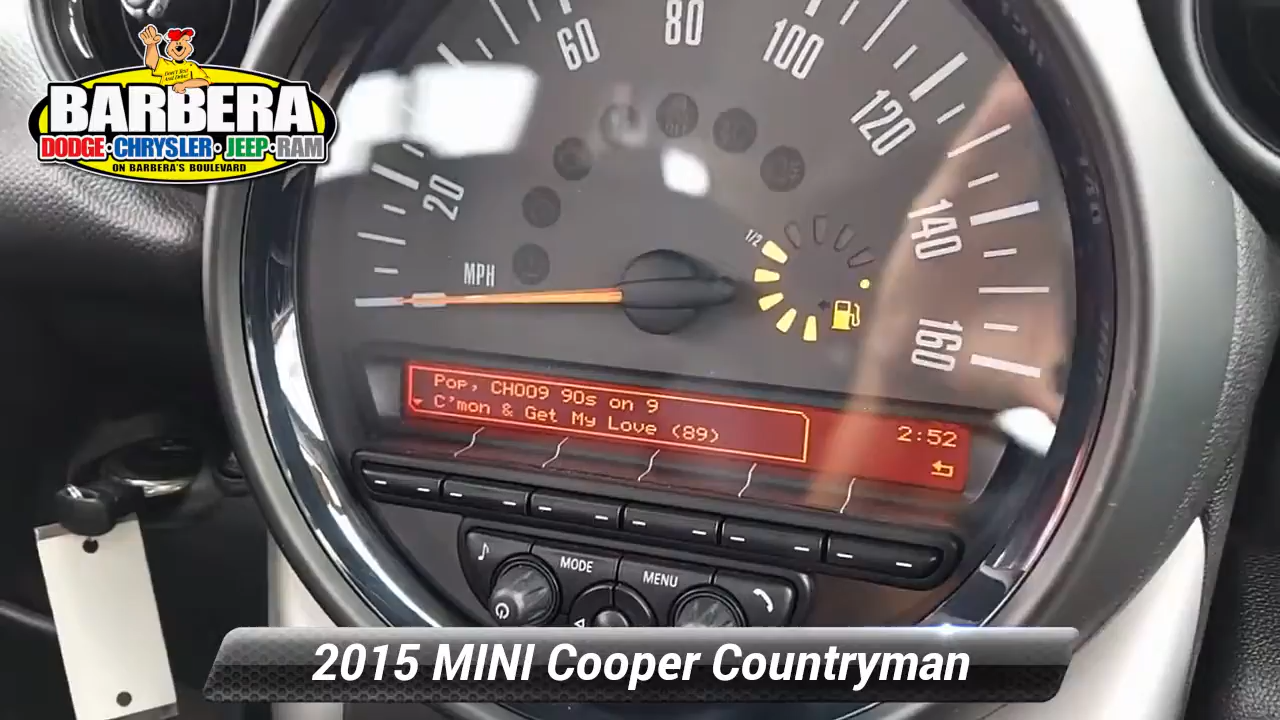 BARBERA
DODGE·CHRYSLER·JEEP·RAM
ON BARBERA'S BOULEVARD
60
80
100
120
20
140
160
1/2
MPH
Pop, CH009 90s on 9
C'mon & Get My Love (89)
2:52
MODE
MENU
2015 MINI Cooper Countryman